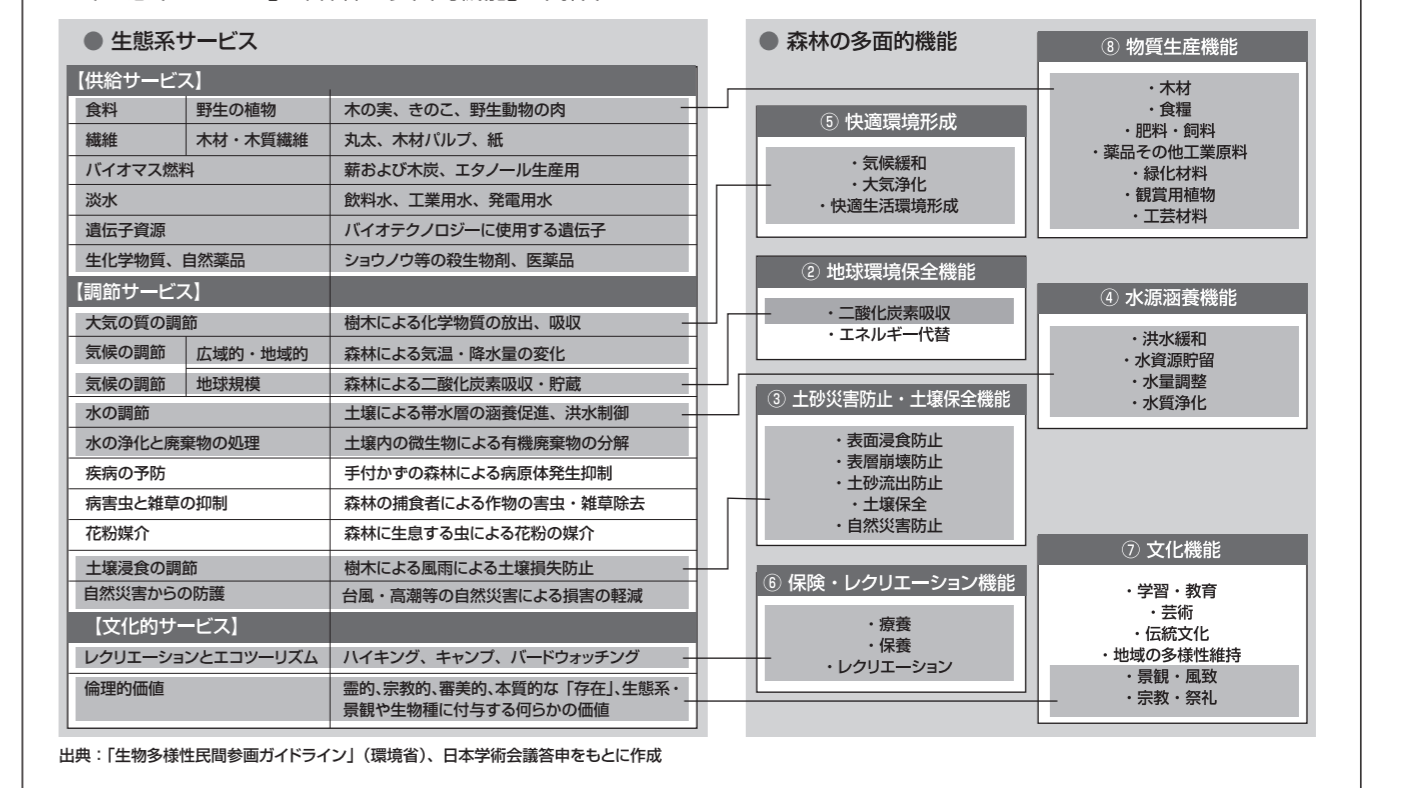 ● 生態系サービス
【供給サービス】
食料 野生の植物 木の実、きのこ、野生動物の肉
繊維 木材・木質繊維 丸太、木材パルプ、紙
バイオマス燃料 薪および木炭、エタノール生産用
淡水 飲料水、工業用水、発電用水
遺伝子資源 バイオテクノロジーに使用する遺伝子
生化学物質、自然薬品 ショウノウ等の殺生物剤、医薬品
【調節サービス】
大気の質の調節 樹木による化学物質の放出、吸収
気候の調節 広域的・地域的 森林による気温・降水量の変化
気候の調節 地球規模 森林による二酸化炭素吸収・貯蔵
水の調節 土壌による帯水層の涵養促進、洪水制御
水の浄化と廃棄物の処理 土壌内の微生物による有機廃棄物の分解
疾病の予防 手付かずの森林による病原体発生抑制
病害虫と雑草の抑制 森林の捕食者による作物の害虫・雑草除去
花粉媒介 森林に生息する虫による花粉の媒介
土壌浸食の調節 樹木による風雨による土壌損失防止
自然災害からの防護 台風・高潮等の自然災害による損害の軽減
【文化的サービス】
レクリエーションとエコツーリズム ハイキング、キャンプ、バードウォッチング
倫理的価値 霊的、宗教的、審美的、本質的な「存在」、生態系・
景観や生物種に付与する何らかの価値
● 森林の多面的機能
⑤ 快適環境形成
・気候緩和
・大気浄化
・快適生活環境形成
② 地球環境保全機能
・二酸化炭素吸収
・エネルギー代替
③ 土砂災害防止・土壌保全機能
・表面浸食防止
・表層崩壊防止
・土砂流出防止
・土壌保全
・自然災害防止
⑥ 保険・レクリエーション機能
・療養
・保養
・レクリエーション
⑧ 物質生産機能
・木材
・食糧
・肥料・飼料
・薬品その他工業原料
・緑化材料
・観賞用植物
・工芸材料
④ 水源涵養機能
・洪水緩和
・水資源貯留
・水量調整
・水質浄化
⑦ 文化機能
・学習・教育
・芸術
・伝統文化
・地域の多様性維持
・景観・風致
・宗教・祭礼
出典：「生物多様性民間参画ガイドライン」（環境省）、日本学術会議答申をもとに作成